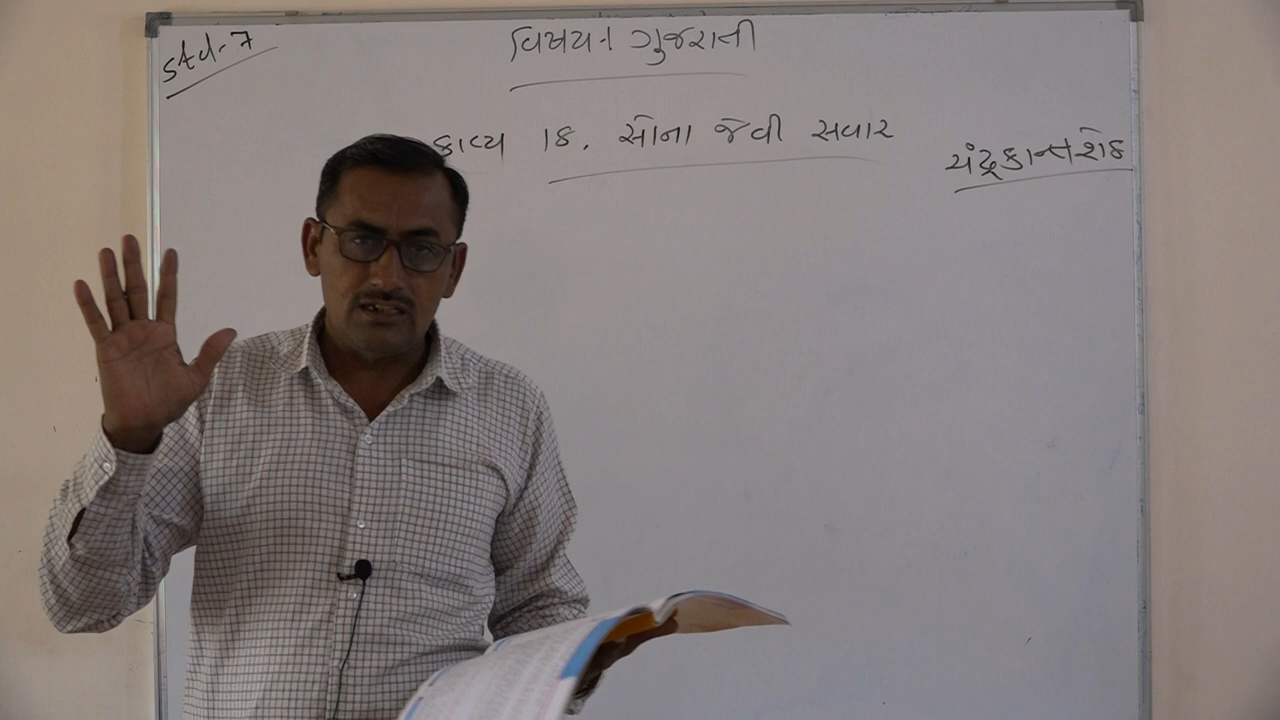 Std-7
વિષય:- ગુજરાતી
કાવ્ય 18. સોના જેવી સવાર
ચંદ્રકાન્ત શેઠ